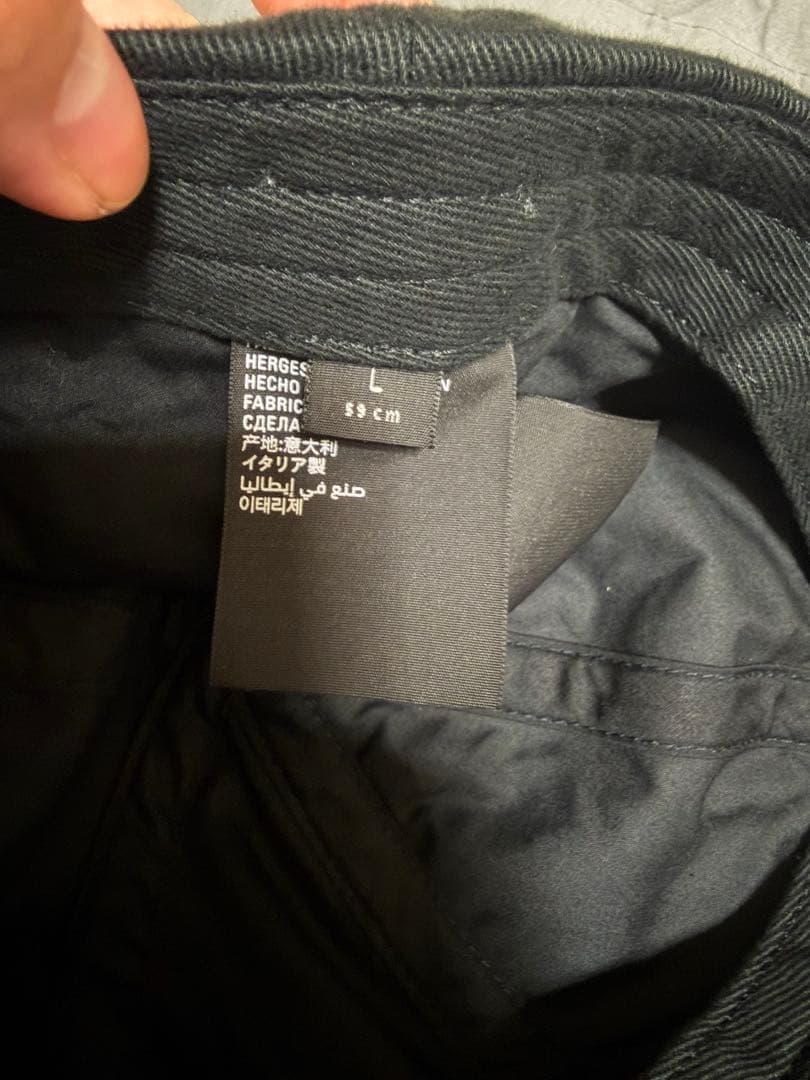 HERGES
HECHO
FABRIC
СДЕЛА
产地:意大利
イタリア製
صنع في إيطاليا
이태리제
L
59 cm